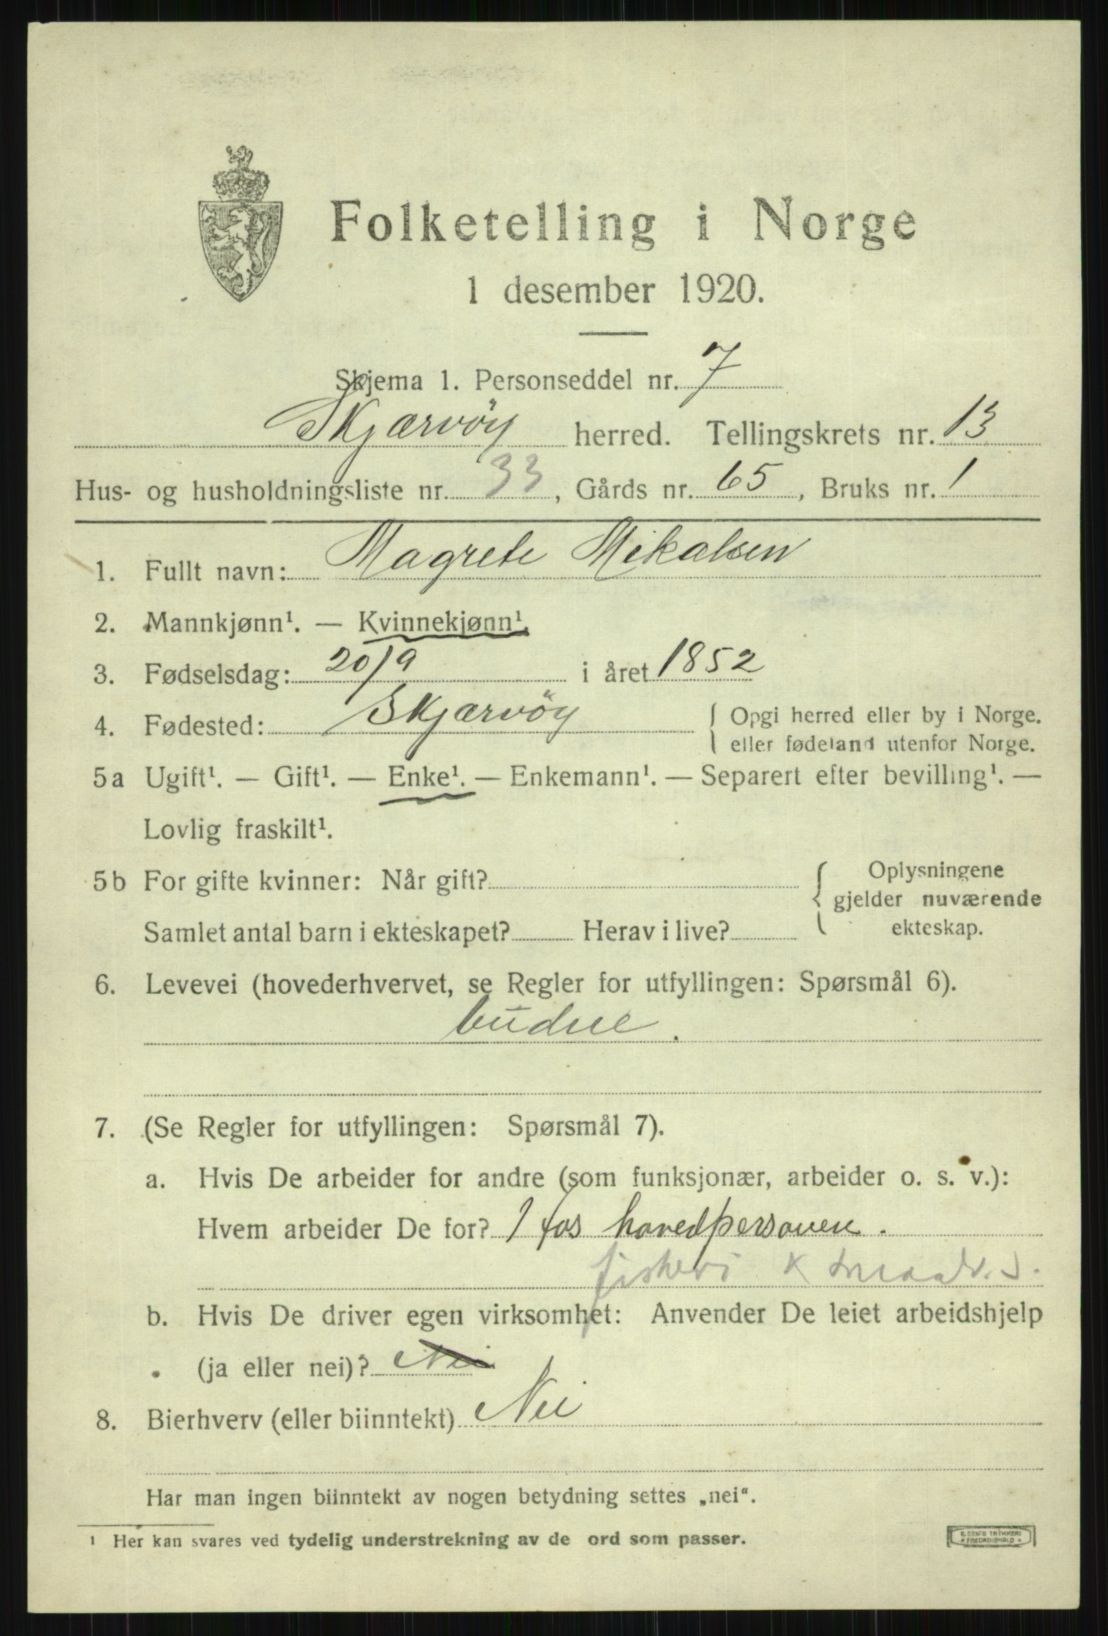 Folketelling i Norge
1 desember 1920.
Skjema 1. Personseddel nr. 7
Skjærvöy herred. Tellingskrets nr. 13
Hus- og husholdningsliste nr. 33, Gårds nr. 65, Bruks nr. 1
1. Fullt navn: Magrete Mikalsen
2. Mannkjønn¹. — Kvinnekjønn¹.
3. Fødselsdag: 20/9 i året 1852
4. Fødested: Skjærvöy { Opgi herred eller by i Norge.
eller fødeland utenfor Norge.
5a Ugift¹. — Gift¹. — Enke¹. — Enkemann¹. — Separert efter bevilling¹. —
Lovlig fraskilt¹.
5b For gifte kvinner: Når gift? { Oplysningene
gjelder nuværende
Samlet antal barn i ekteskapet? Herav i live? ekteskap.
6. Levevei (hovederhvervet, se Regler for utfyllingen: Spørsmål 6).
budeie.
7. (Se Regler for utfyllingen: Spørsmål 7).
a. Hvis De arbeider for andre (som funksjonær, arbeider o. s. v.):
Hvem arbeider De for? 1 hos hovedpersonen.
fiskeri x
b. Hvis De driver egen virksomhet: Anvender De leiet arbeidshjelp
(ja eller nei)? Nei
8. Bierhverv (eller biinntekt) Nei
Har man ingen biinntekt av nogen betydning settes „nei“.
¹ Her kan svares ved tydelig understrekning av de ord som passer.